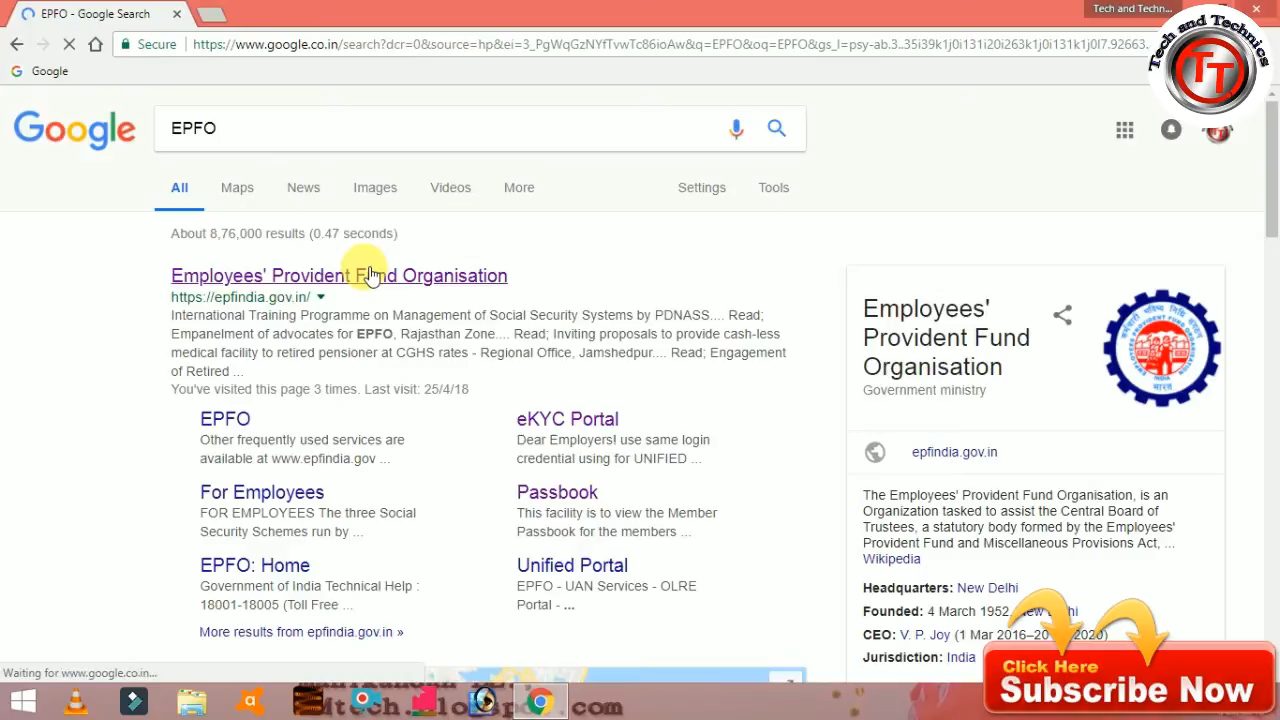 EPFO - Google Search
Tech and Techn...
Secure
https://www.google.co.in/search?dcr=0&source=hp&ei=3_PgWqGzNYfTvwTc86ioAw&q=EPFO&oq=EPFO&gs_l=psy-ab.3..35i39k1j0i131i20i263k1j0i131k1j0l7.92663.
Tech and Technics
TT
Google
Google
EPFO
All
Maps
News
Images
Videos
More
Settings
Tools
About 8,76,000 results (0.47 seconds)
Employees' Provident Fund Organisation
https://epfindia.gov.in/
International Training Programme on Management of Social Security Systems by PDNASS.... Read;
Empanelment of advocates for EPFO, Rajasthan zone.... Read; Inviting proposals to provide cash-less
medical facility to retired pensioner at CGHS rates - Regional Office, Jamshedpur.... Read; Engagement
of Retired ...
You've visited this page 3 times. Last visit: 25/4/18
EPFO
Other frequently used services are
available at www.epfindia.gov ...
eKYC Portal
Dear Employers! use same login
credential using for UNIFIED ...
For Employees
FOR EMPLOYEES The three Social
Security Schemes run by ...
Passbook
This facility is to view the Member
Passbook for the members ...
EPFO: Home
Government of India Technical Help :
18001-18005 (Toll Free ...
Unified Portal
EPFO - UAN Services - OLRE
Portal - ...
More results from epfindia.gov.in »
Employees'
Provident Fund
Organisation
Government ministry
epfindia.gov.in
The Employees' Provident Fund Organisation, is an
Organization tasked to assist the Central Board of
Trustees, a statutory body formed by the Employees'
Provident Fund and Miscellaneous Provisions Act, ...
Wikipedia
Headquarters: New Delhi
Founded: 4 March 1952, New Delhi
CEO: V. P. Joy (1 Mar 2016–2020)
Jurisdiction: India
Click Here
Subscribe Now
Waiting for www.google.co.in...
.com